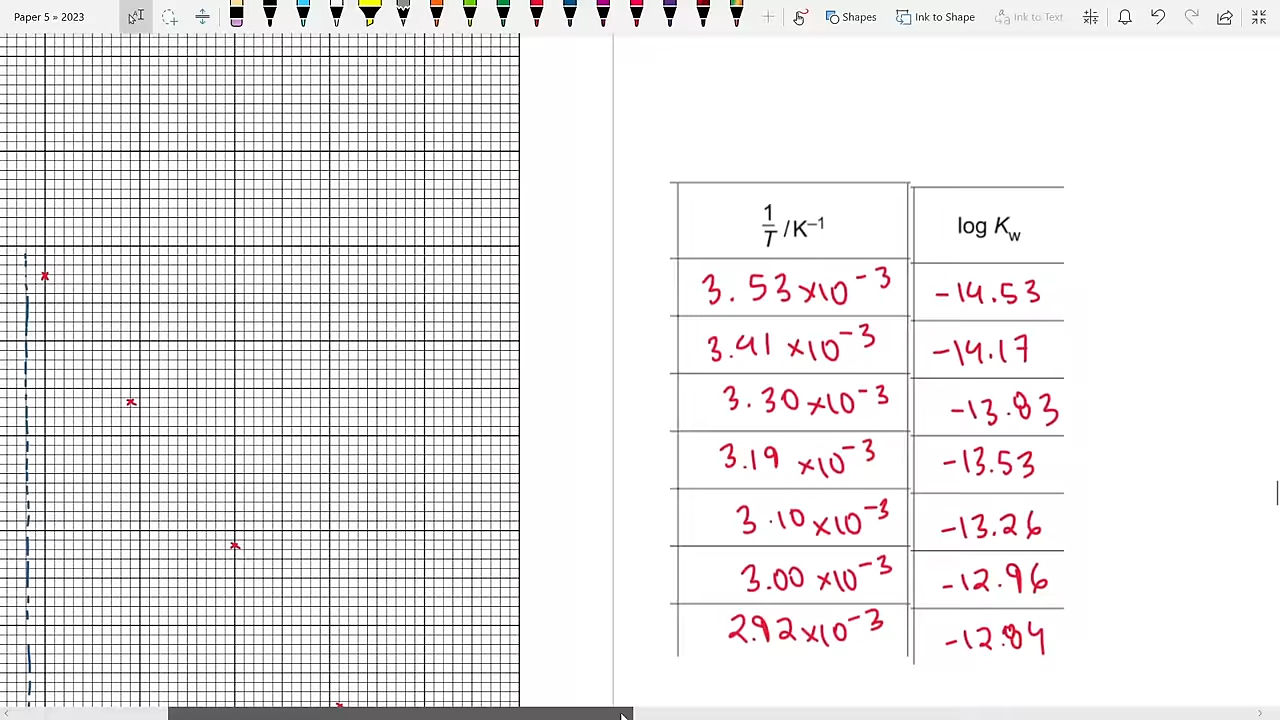 Paper 5 » 2023
Shapes
Ink to Shape
Ink to Text
1/T /K⁻¹ log Kw
3.53×10⁻³ -14.53
3.41×10⁻³ -14.17
3.30×10⁻³ -13.83
3.19×10⁻³ -13.53
3.10×10⁻³ -13.26
3.00×10⁻³ -12.96
2.92×10⁻³ -12.84